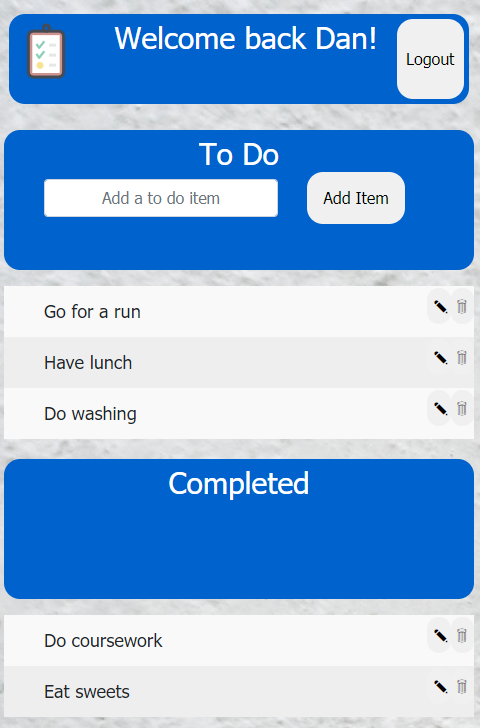 Welcome back Dan!
Logout
To Do
Add a to do item
Add Item
Go for a run
Have lunch
Do washing
Completed
Do coursework
Eat sweets